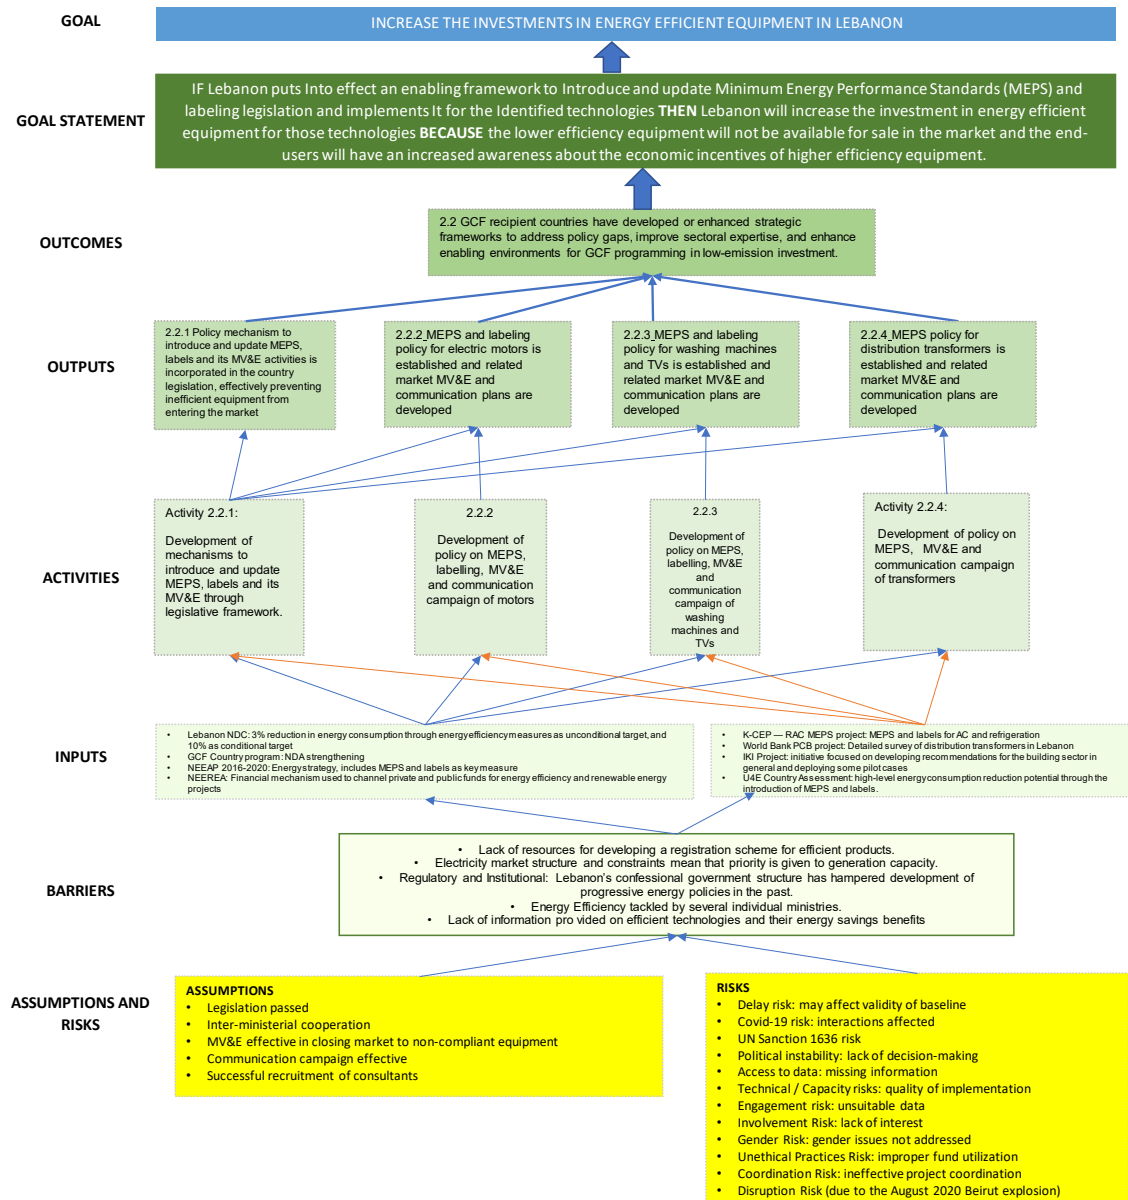 GOAL
INCREASE THE INVESTMENTS IN ENERGY EFFICIENT EQUIPMENT IN LEBANON
GOAL STATEMENT
IF Lebanon puts Into effect an enabling framework to Introduce and update Minimum Energy Performance Standards (MEPS) and
labeling legislation and implements It for the Identified technologies THEN Lebanon will increase the investment in energy efficient
equipment for those technologies BECAUSE the lower efficiency equipment will not be available for sale in the market and the end-
users will have an increased awareness about the economic incentives of higher efficiency equipment.
OUTCOMES
2.2 GCF recipient countries have developed or enhanced strategic
frameworks to address policy gaps, improve sectoral expertise, and enhance
enabling environments for GCF programming in low-emission investment.
OUTPUTS
2.2.1 Policy mechanism to
introduce and update MEPS,
labels and its MV&E activities is
incorporated in the country
legislation, effectively preventing
inefficient equipment from
entering the market
2.2.2_MEPS and labeling
policy for electric motors is
established and related
market MV&E and
communication plans are
developed
2.2.3_MEPS and labeling
policy for washing machines
and TVs is established and
related market MV&E and
communication plans are
developed
2.2.4_MEPS policy for
distribution transformers is
established and related
market MV&E and
communication plans are
developed
ACTIVITIES
Activity 2.2.1:
Development of
mechanisms to
introduce and update
MEPS, labels and its
MV&E through
legislative framework.
2.2.2
Development of
policy on MEPS,
labelling, MV&E
and communication
campaign of motors
2.2.3
Development of
policy on MEPS,
labelling, MV&E
and
communication
campaign of
washing
machines and
TVs
Activity 2.2.4:
Development of policy on
MEPS, MV&E and
communication campaign
of transformers
INPUTS
• Lebanon NDC: 3% reduction in energy consumption through energy efficiency measures as unconditional target, and
10% as conditional target
• GCF Country program: NDA strengthening
• NEEAP 2016-2020: Energy strategy, includes MEPS and labels as key measure
• NEEREA: Financial mechanism used to channel private and public funds for energy efficiency and renewable energy
projects
• K-CEP — RAC MEPS project: MEPS and labels for AC and refrigeration
• World Bank PCB project: Detailed survey of distribution transformers in Lebanon
• IKI Project: initiative focused on developing recommendations for the building sector in
general and deploying some pilot cases
• U4E Country Assessment: high-level energy consumption reduction potential through the
introduction of MEPS and labels.
BARRIERS
• Lack of resources for developing a registration scheme for efficient products.
• Electricity market structure and constraints mean that priority is given to generation capacity.
• Regulatory and Institutional: Lebanon's confessional government structure has hampered development of
progressive energy policies in the past.
• Energy Efficiency tackled by several individual ministries.
• Lack of information pro vided on efficient technologies and their energy savings benefits
ASSUMPTIONS AND
RISKS
ASSUMPTIONS
• Legislation passed
• Inter-ministerial cooperation
• MV&E effective in closing market to non-compliant equipment
• Communication campaign effective
• Successful recruitment of consultants
RISKS
• Delay risk: may affect validity of baseline
• Covid-19 risk: interactions affected
• UN Sanction 1636 risk
• Political instability: lack of decision-making
• Access to data: missing information
• Technical / Capacity risks: quality of implementation
• Engagement risk: unsuitable data
• Involvement Risk: lack of interest
• Gender Risk: gender issues not addressed
• Unethical Practices Risk: improper fund utilization
• Coordination Risk: ineffective project coordination
• Disruption Risk (due to the August 2020 Beirut explosion)